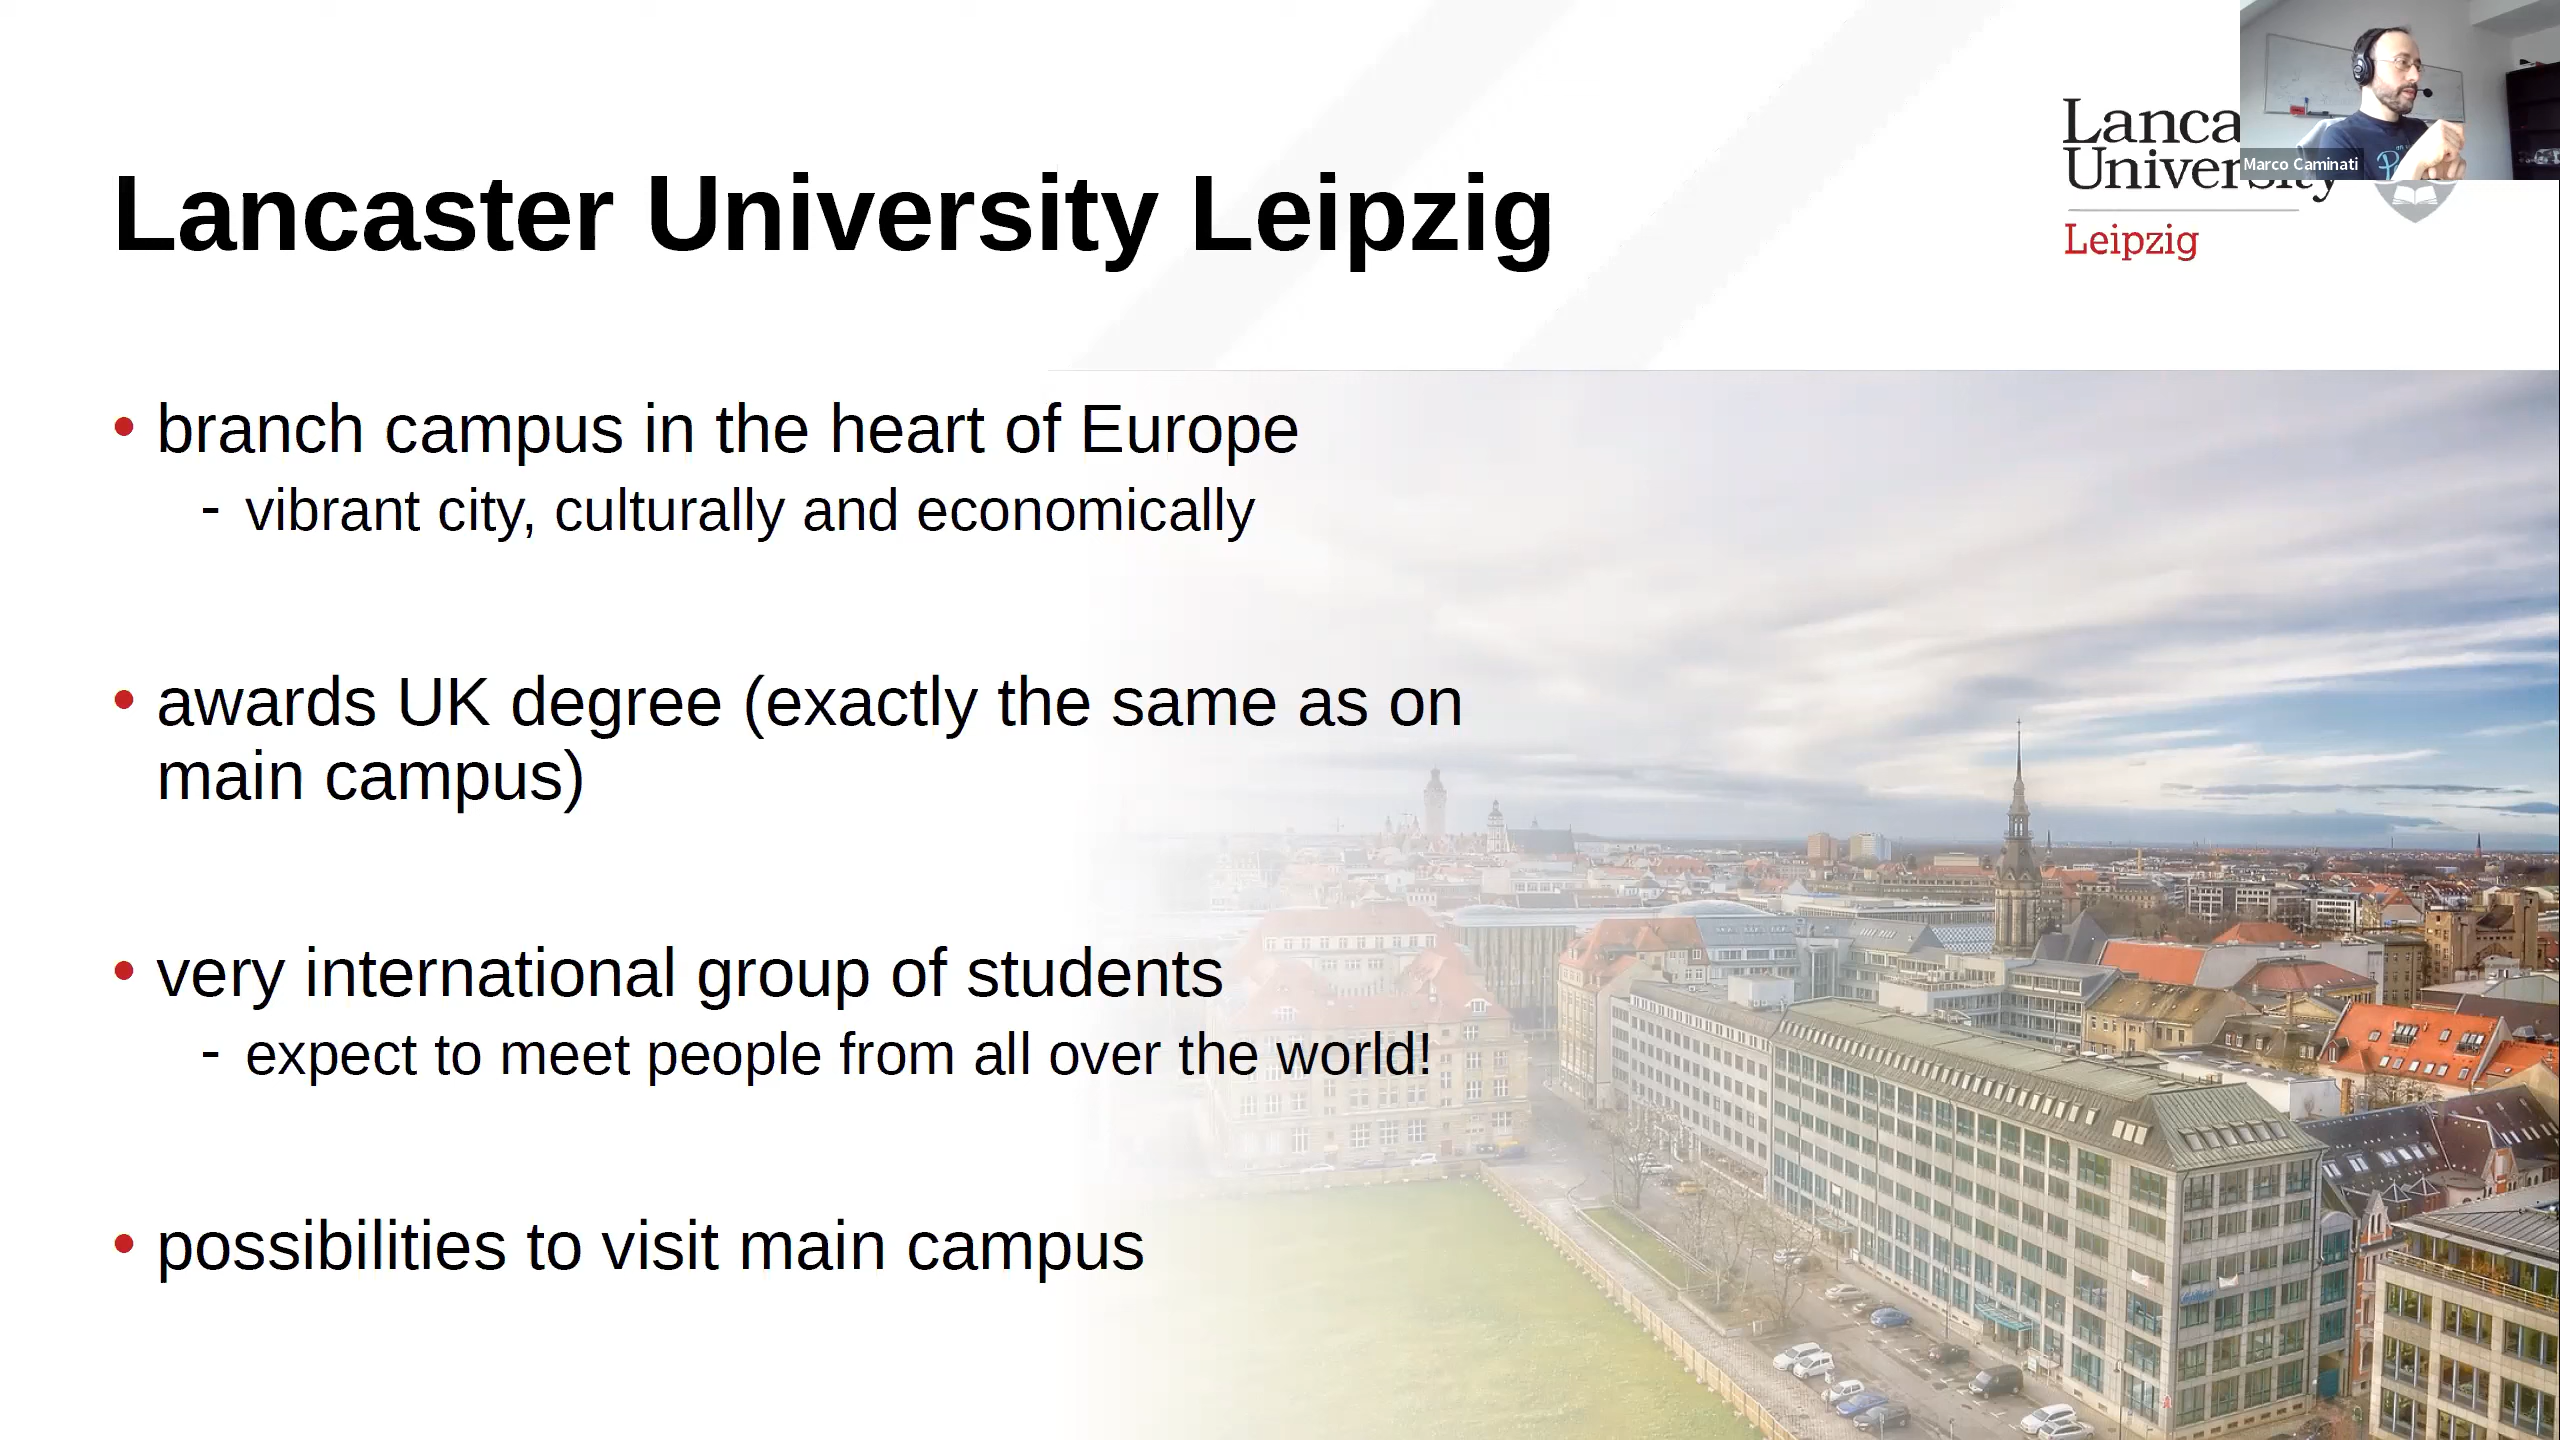 Lancaster University Leipzig
Lanca
University
Leipzig
Marco Caminati
• branch campus in the heart of Europe
- vibrant city, culturally and economically
• awards UK degree (exactly the same as on
main campus)
• very international group of students
- expect to meet people from all over the world!
• possibilities to visit main campus